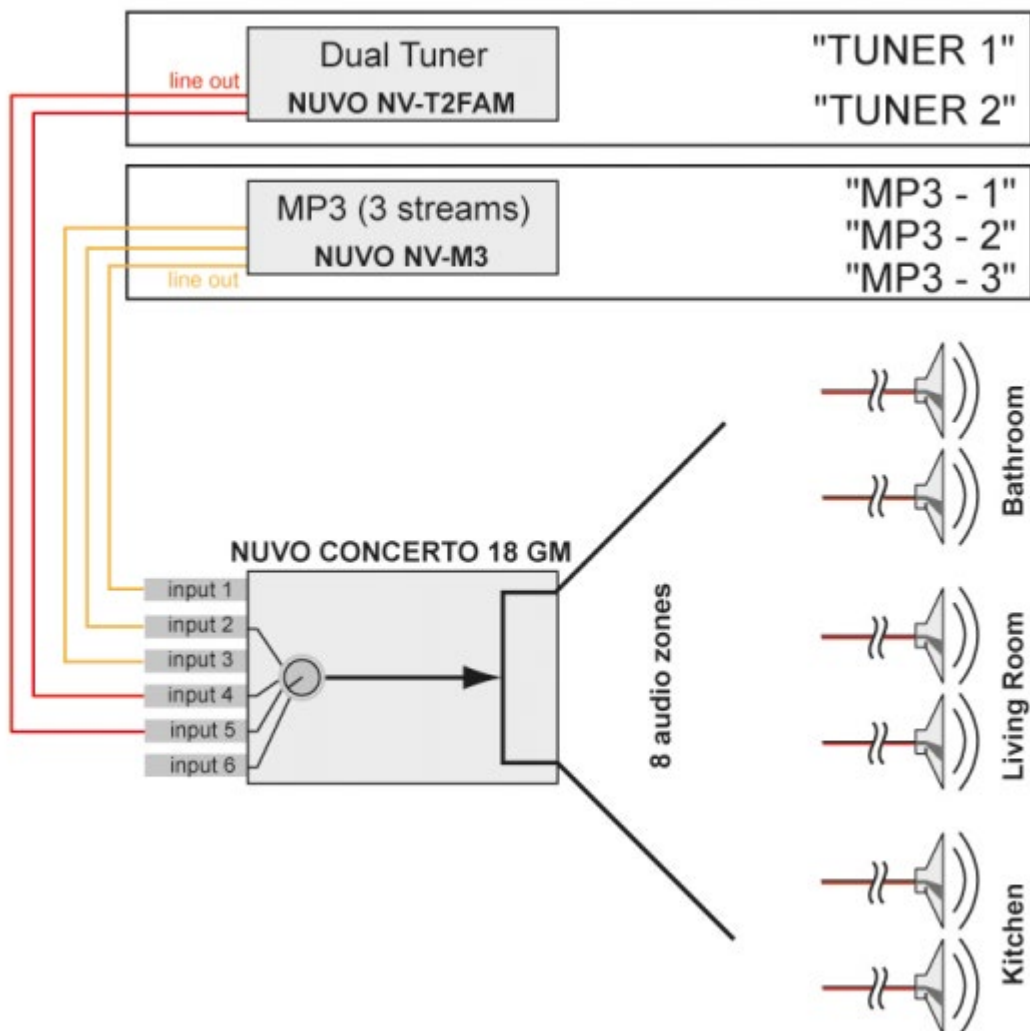 Dual Tuner
NUVO NV-T2FAM
line out
"TUNER 1"
"TUNER 2"
MP3 (3 streams)
NUVO NV-M3
line out
"MP3 - 1"
"MP3 - 2"
"MP3 - 3"
NUVO CONCERTO 18 GM
input 1
input 2
input 3
input 4
input 5
input 6
8 audio zones
Bathroom
Living Room
Kitchen